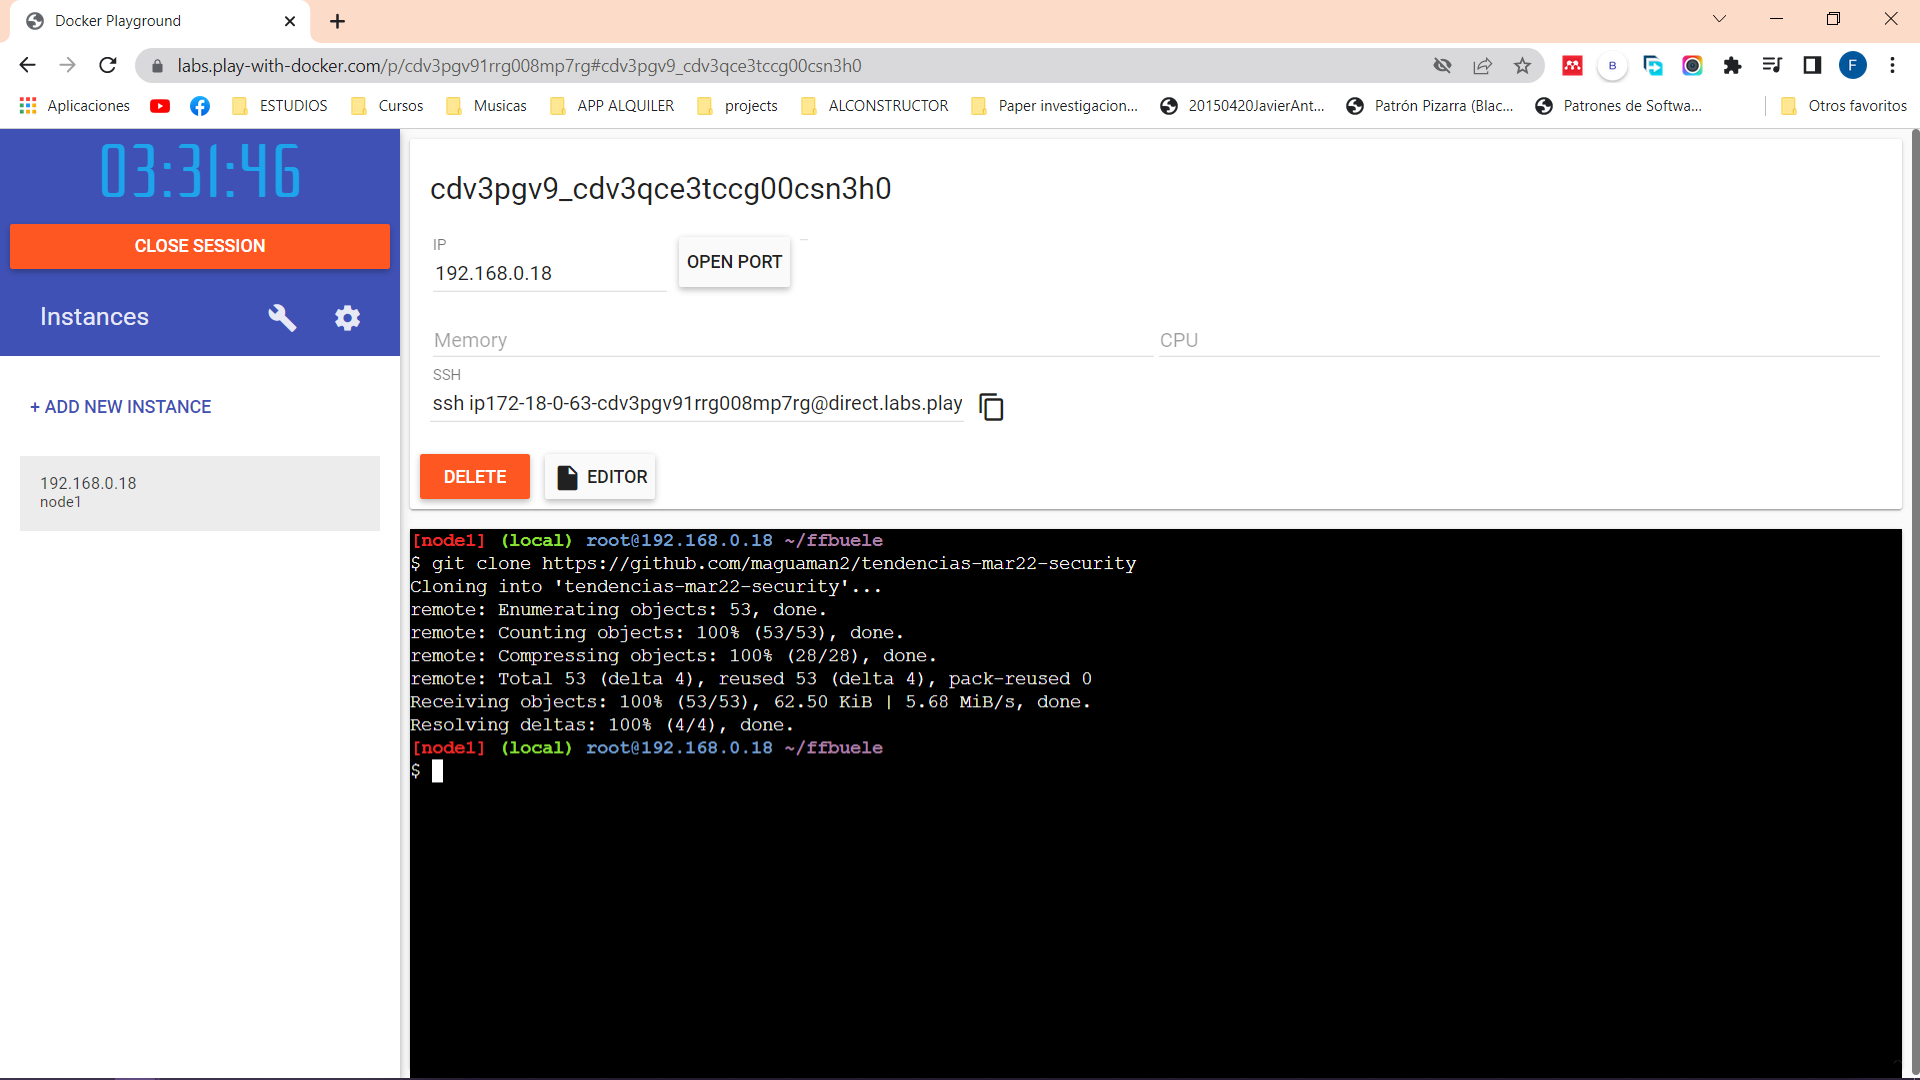 Docker Playground
labs.play-with-docker.com/p/cdv3pgv91rrg008mp7rg#cdv3pgv9_cdv3qce3tccg00csn3h0
B
F
Aplicaciones
ESTUDIOS
Cursos
Musicas
APP ALQUILER
projects
ALCONSTRUCTOR
Paper investigacion...
20150420JavierAnt...
Patrón Pizarra (Blac...
Patrones de Softwa...
Otros favoritos
03:31:46
CLOSE SESSION
Instances
+ ADD NEW INSTANCE
192.168.0.18
node1
cdv3pgv9_cdv3qce3tccg00csn3h0
IP
192.168.0.18
OPEN PORT
Memory
CPU
SSH
ssh ip172-18-0-63-cdv3pgv91rrg008mp7rg@direct.labs.play
DELETE
EDITOR
[node1] (local) root@192.168.0.18 ~/ffbuele
$ git clone https://github.com/maguaman2/tendencias-mar22-security
Cloning into 'tendencias-mar22-security'...
remote: Enumerating objects: 53, done.
remote: Counting objects: 100% (53/53), done.
remote: Compressing objects: 100% (28/28), done.
remote: Total 53 (delta 4), reused 53 (delta 4), pack-reused 0
Receiving objects: 100% (53/53), 62.50 KiB | 5.68 MiB/s, done.
Resolving deltas: 100% (4/4), done.
[node1] (local) root@192.168.0.18 ~/ffbuele
$